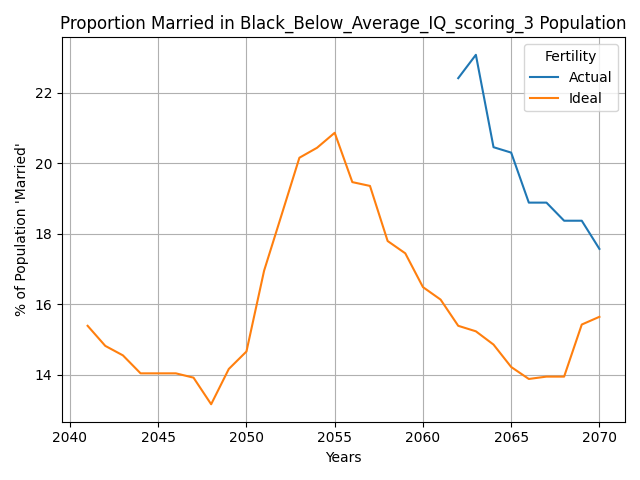 Proportion Married in Black_Below_Average_IQ_scoring_3 Population
Fertility
Actual
Ideal
% of Population 'Married'
22
20
18
16
14
2040 2045 2050 2055 2060 2065 2070
Years